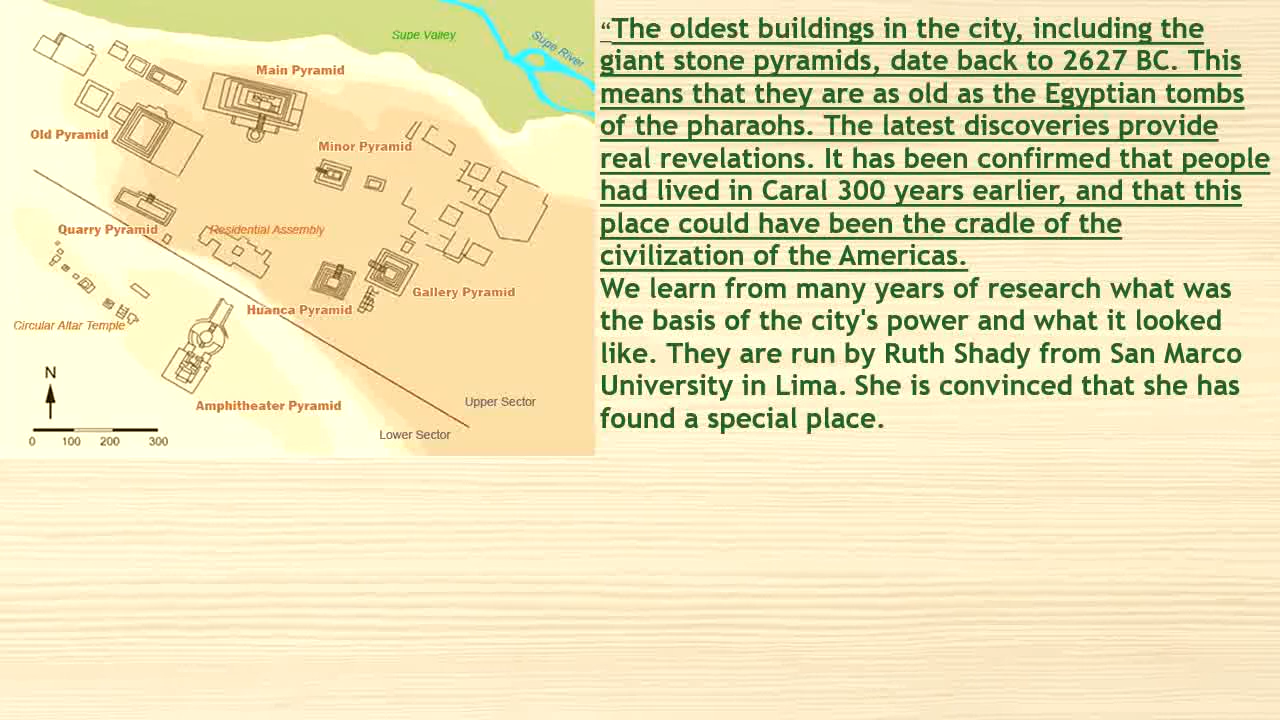 Supe Valley
Supe River
Main Pyramid
Old Pyramid
Minor Pyramid
Quarry Pyramid
Residential Assembly
Gallery Pyramid
Huanca Pyramid
Circular Altar Temple
N
Amphitheater Pyramid
Upper Sector
Lower Sector
0 100 200 300
“The oldest buildings in the city, including the
giant stone pyramids, date back to 2627 BC. This
means that they are as old as the Egyptian tombs
of the pharaohs. The latest discoveries provide
real revelations. It has been confirmed that people
had lived in Caral 300 years earlier, and that this
place could have been the cradle of the
civilization of the Americas.
We learn from many years of research what was
the basis of the city's power and what it looked
like. They are run by Ruth Shady from San Marco
University in Lima. She is convinced that she has
found a special place.